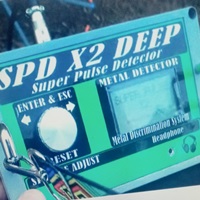 SPD X2 DEEP
Super Pulse Detector
METAL DETECTOR
ENTER & ESC
Metal Discrimination System
Headphone
RESET
ADJUST